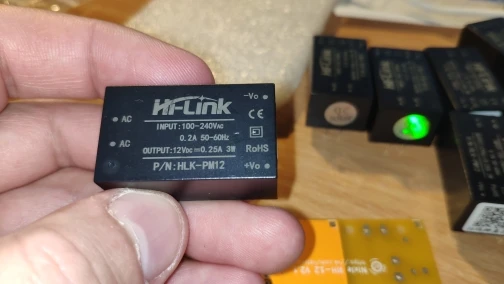 Hi-Link
-Vo
AC
INPUT:100-240VAC
0.2A 50-60Hz
CE
AC
OUTPUT:12VDC⎓0.25A 3W
RoHS
P/N:HLK-PM12
+Vo
QC